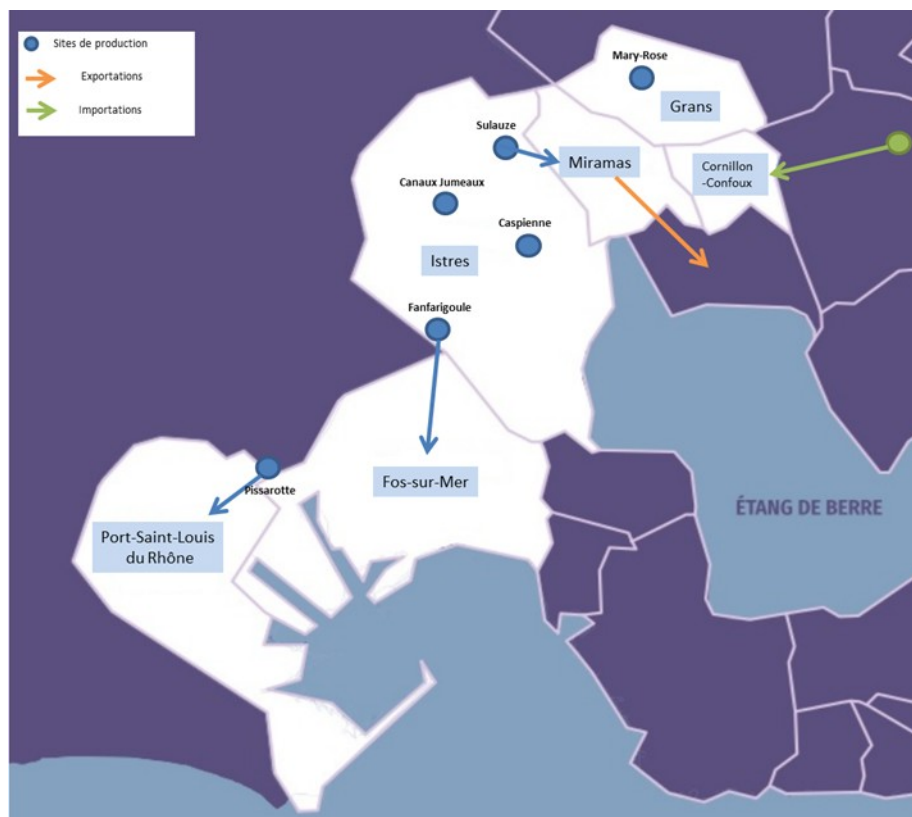 Sites de production
Exportations
Importations
Mary-Rose
Grans
Sulauze
Miramas
Cornillon
-Confoux
Canaux Jumeaux
Caspienne
Istres
Fanfarigoule
Pissarotte
Fos-sur-Mer
ÉTANG DE BERRE
Port-Saint-Louis
du Rhône